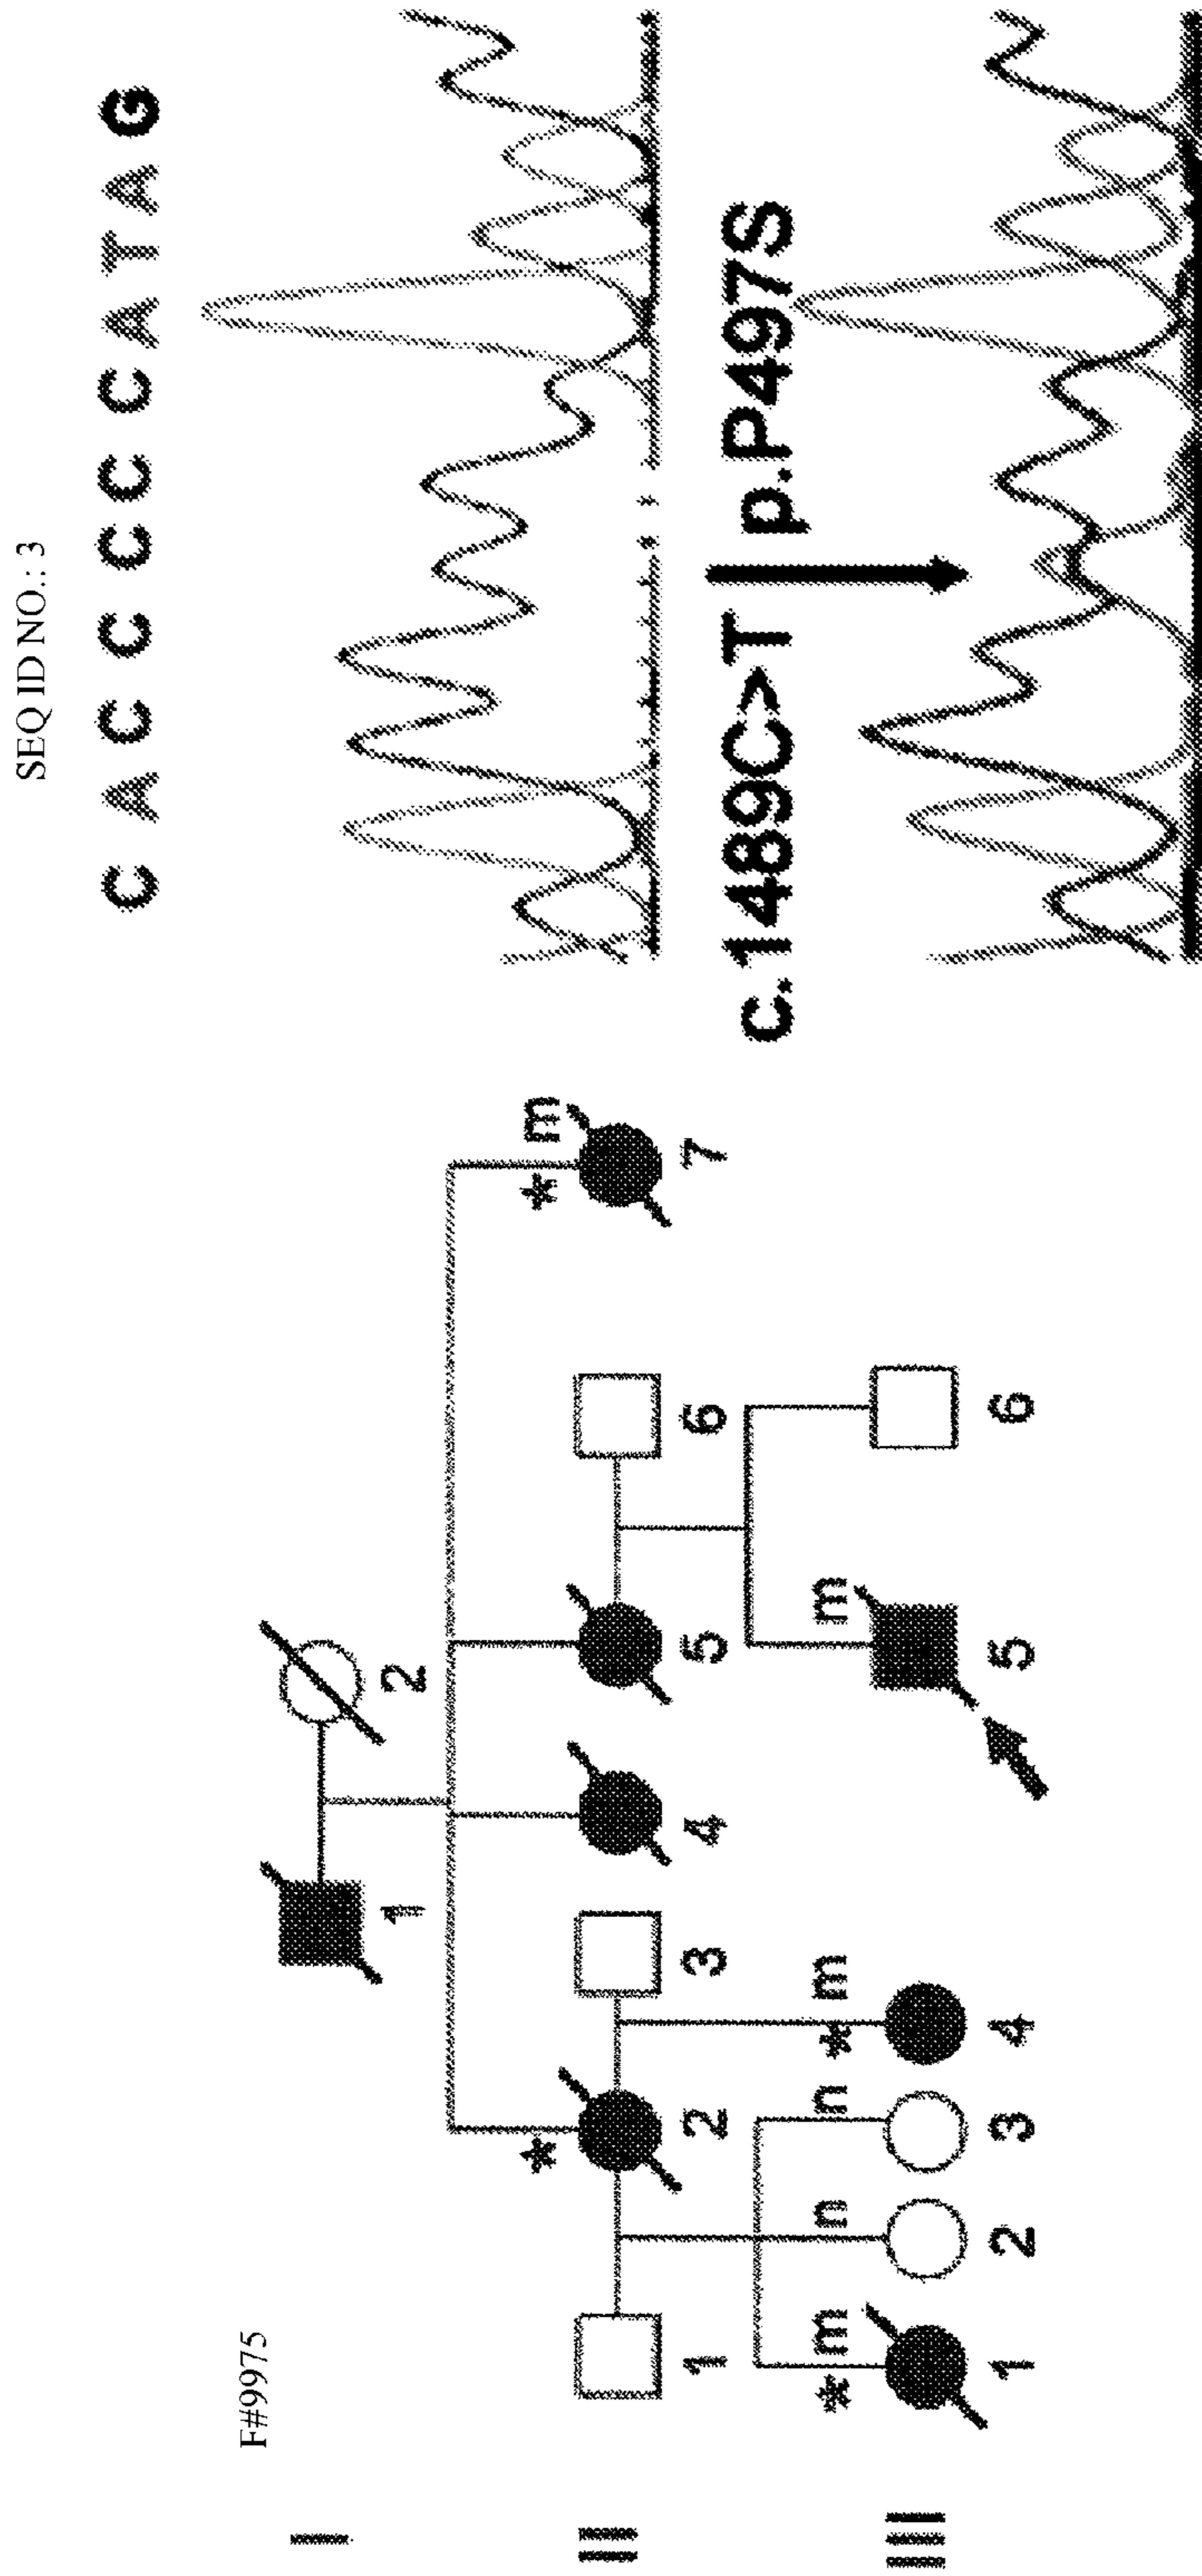 F#9975
I
1 2
II
* * m
1 2 3 4 5 6 7
III
* m n n * m m
1 2 3 4 5 6
SEQ ID NO.: 3
C A C C C C C A T A G
c.1489C>T p.P497S